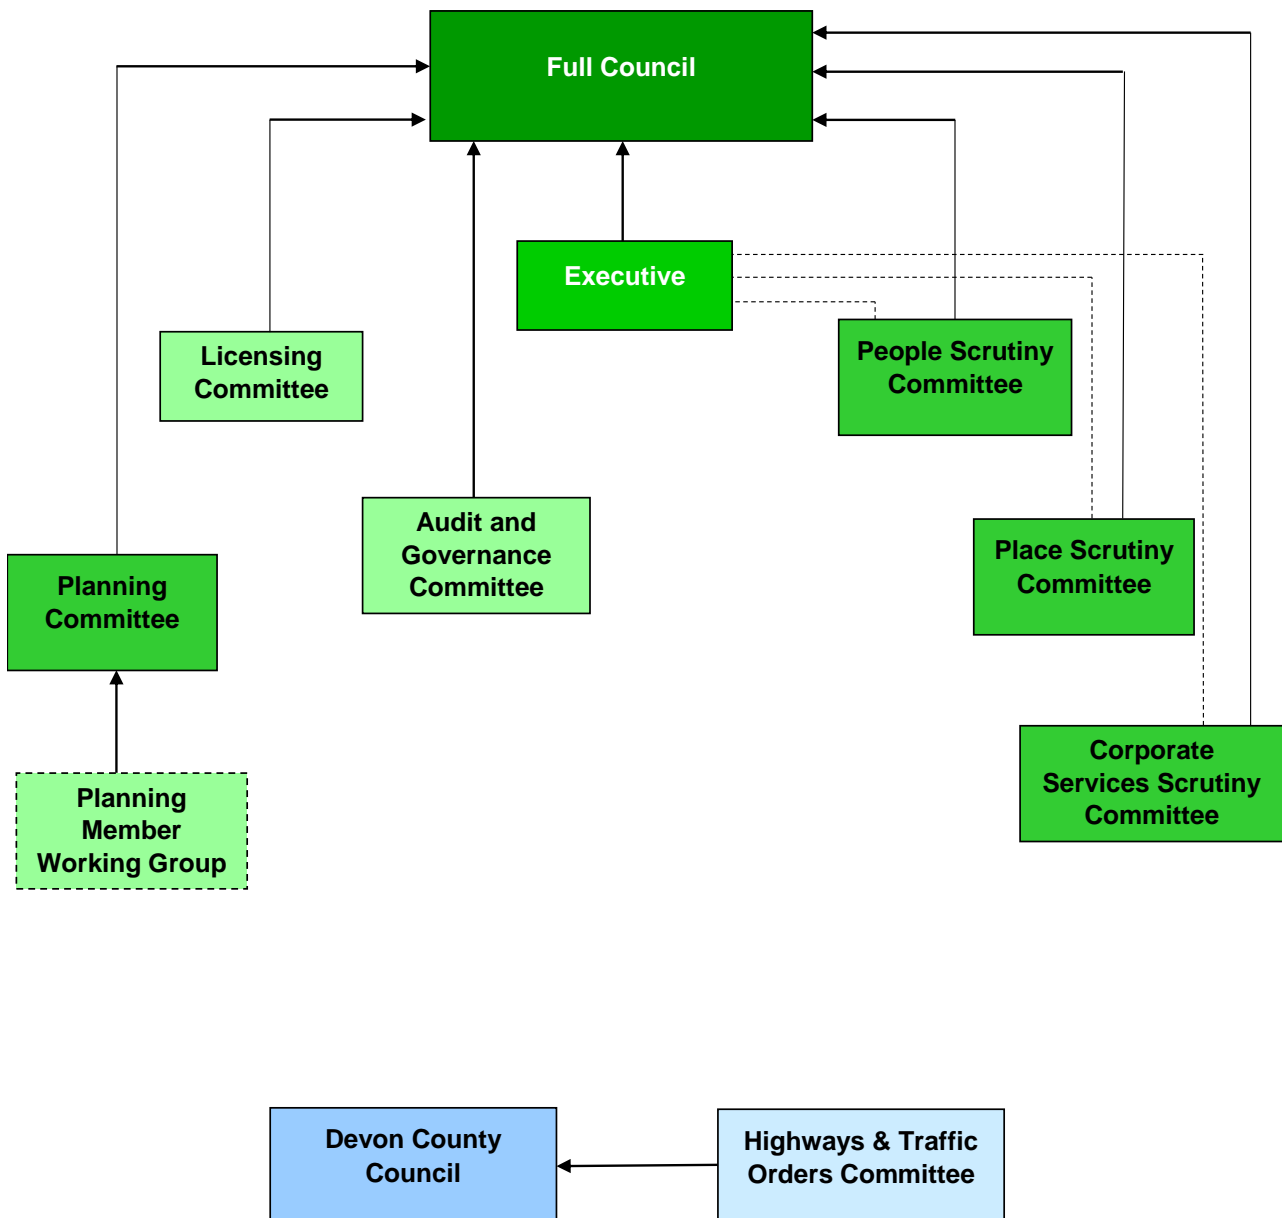 Full Council
Executive
Licensing
Committee
People Scrutiny
Committee
Audit and
Governance
Committee
Place Scrutiny
Committee
Planning
Committee
Corporate
Services Scrutiny
Committee
Planning
Member
Working Group
Devon County
Council
Highways & Traffic
Orders Committee